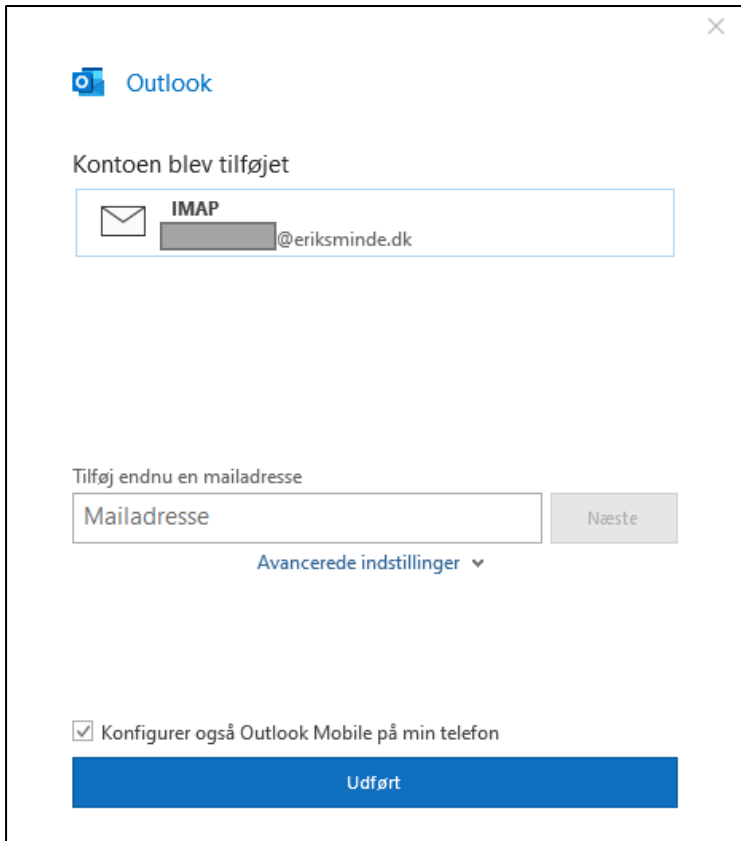 Outlook
Kontoen blev tilføjet
IMAP
@eriksminde.dk
Tilføj endnu en mailadresse
Mailadresse
Næste
Avancerede indstillinger
Konfigurer også Outlook Mobile på min telefon
Udført